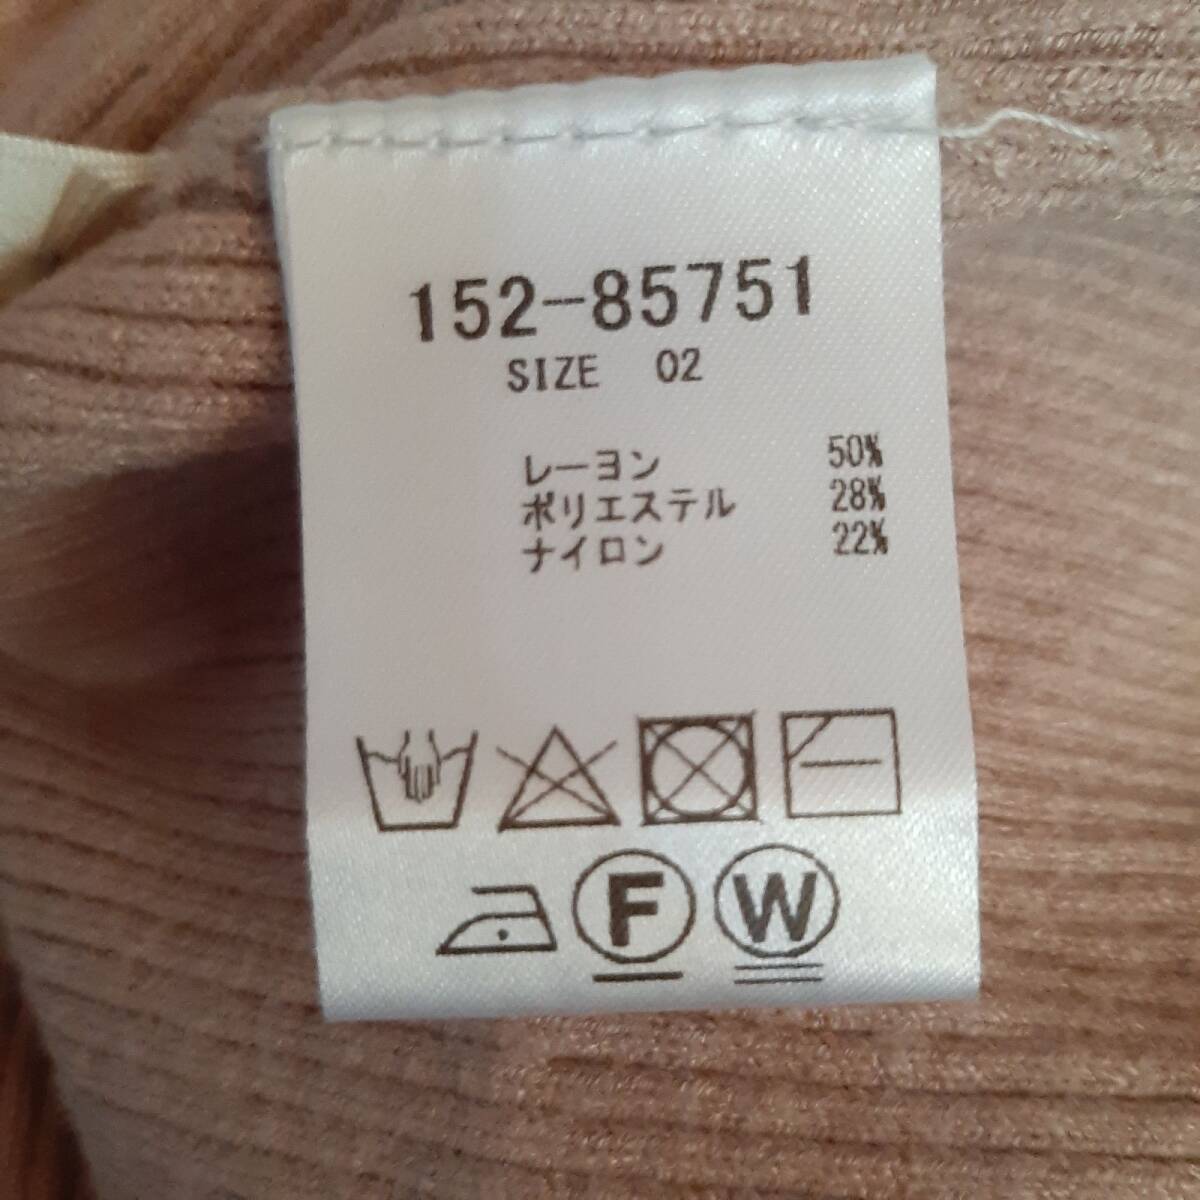 152-85751
SIZE 02
レーヨン 50%
ポリエステル 28%
ナイロン 22%
F W